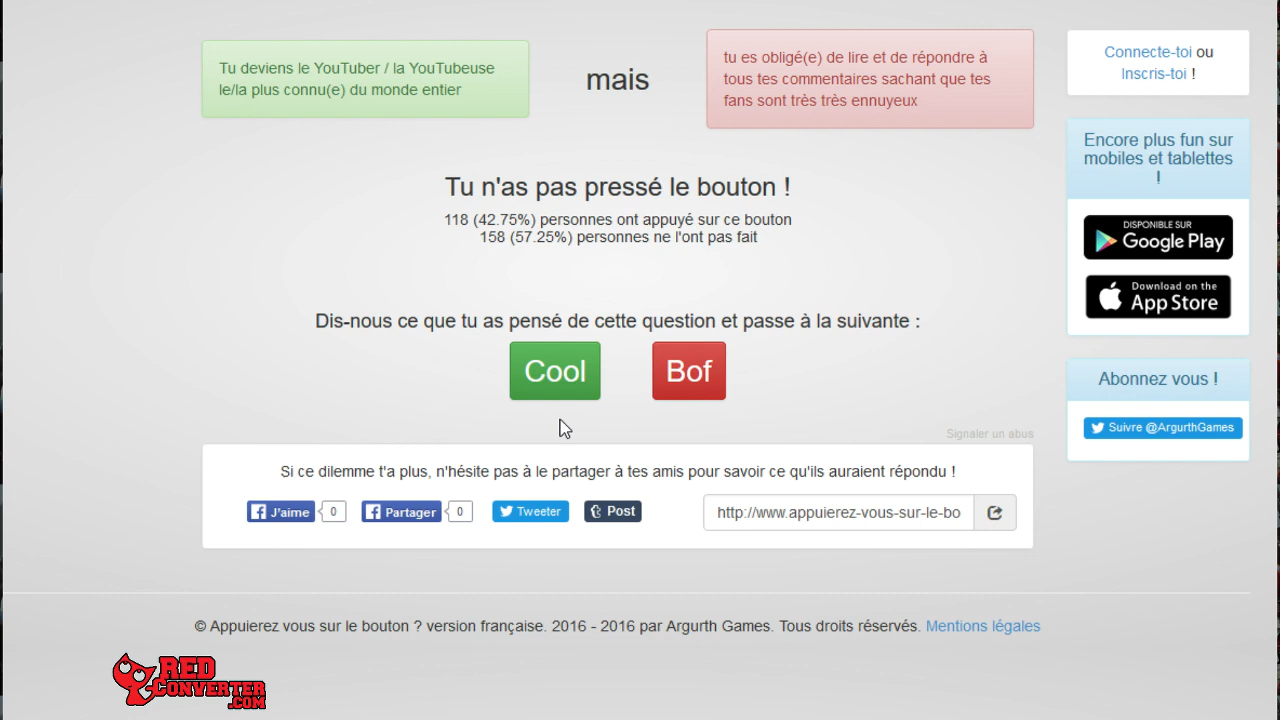 Tu deviens le YouTuber / la YouTubeuse
le/la plus connu(e) du monde entier
mais
tu es obligé(e) de lire et de répondre à
tous tes commentaires sachant que tes
fans sont très très ennuyeux
Connecte-toi ou
Inscris-toi !
Encore plus fun sur
mobiles et tablettes
!
DISPONIBLE SUR
Google Play
Download on the
App Store
Abonnez vous !
Suivre @ArgurthGames
Tu n'as pas pressé le bouton !
118 (42.75%) personnes ont appuyé sur ce bouton
158 (57.25%) personnes ne l'ont pas fait
Dis-nous ce que tu as pensé de cette question et passe à la suivante :
Cool
Bof
Signaler un abus
Si ce dilemme t'a plus, n'hésite pas à le partager à tes amis pour savoir ce qu'ils auraient répondu !
J'aime 0 Partager 0 Tweeter Post http://www.appuierez-vous-sur-le-bo
© Appuierez vous sur le bouton ? version française. 2016 - 2016 par Argurth Games. Tous droits réservés. Mentions légales
RED
CONVERTER
.COM